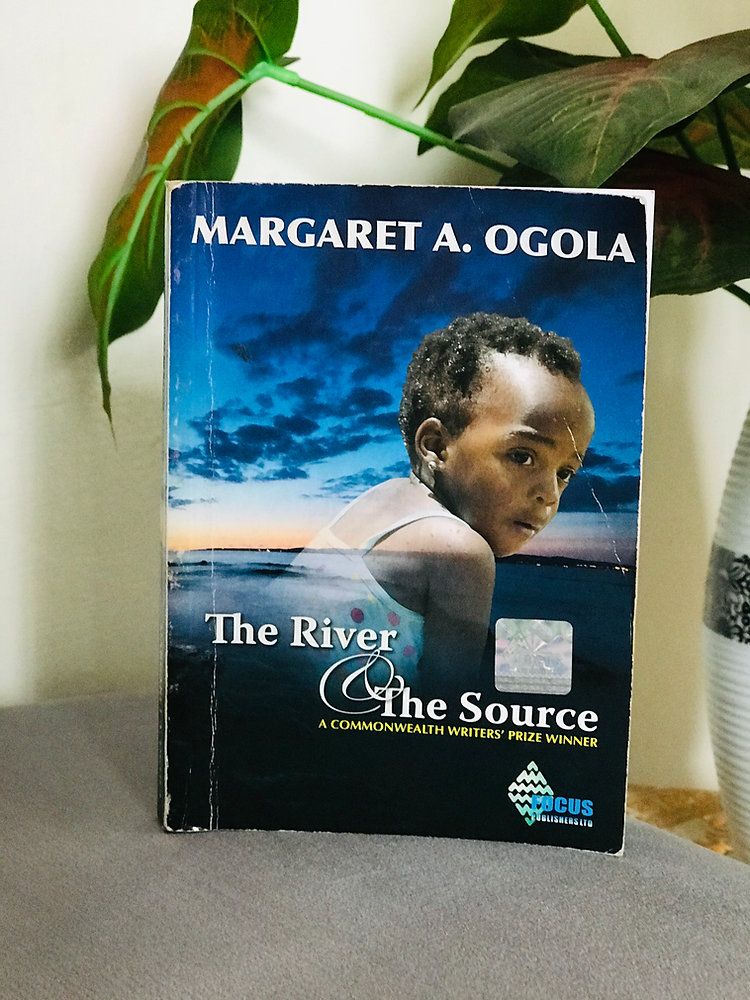 MARGARET A. OGOLA
The River
& The Source
A COMMONWEALTH WRITERS' PRIZE WINNER
FOCUS
PUBLISHERS LTD